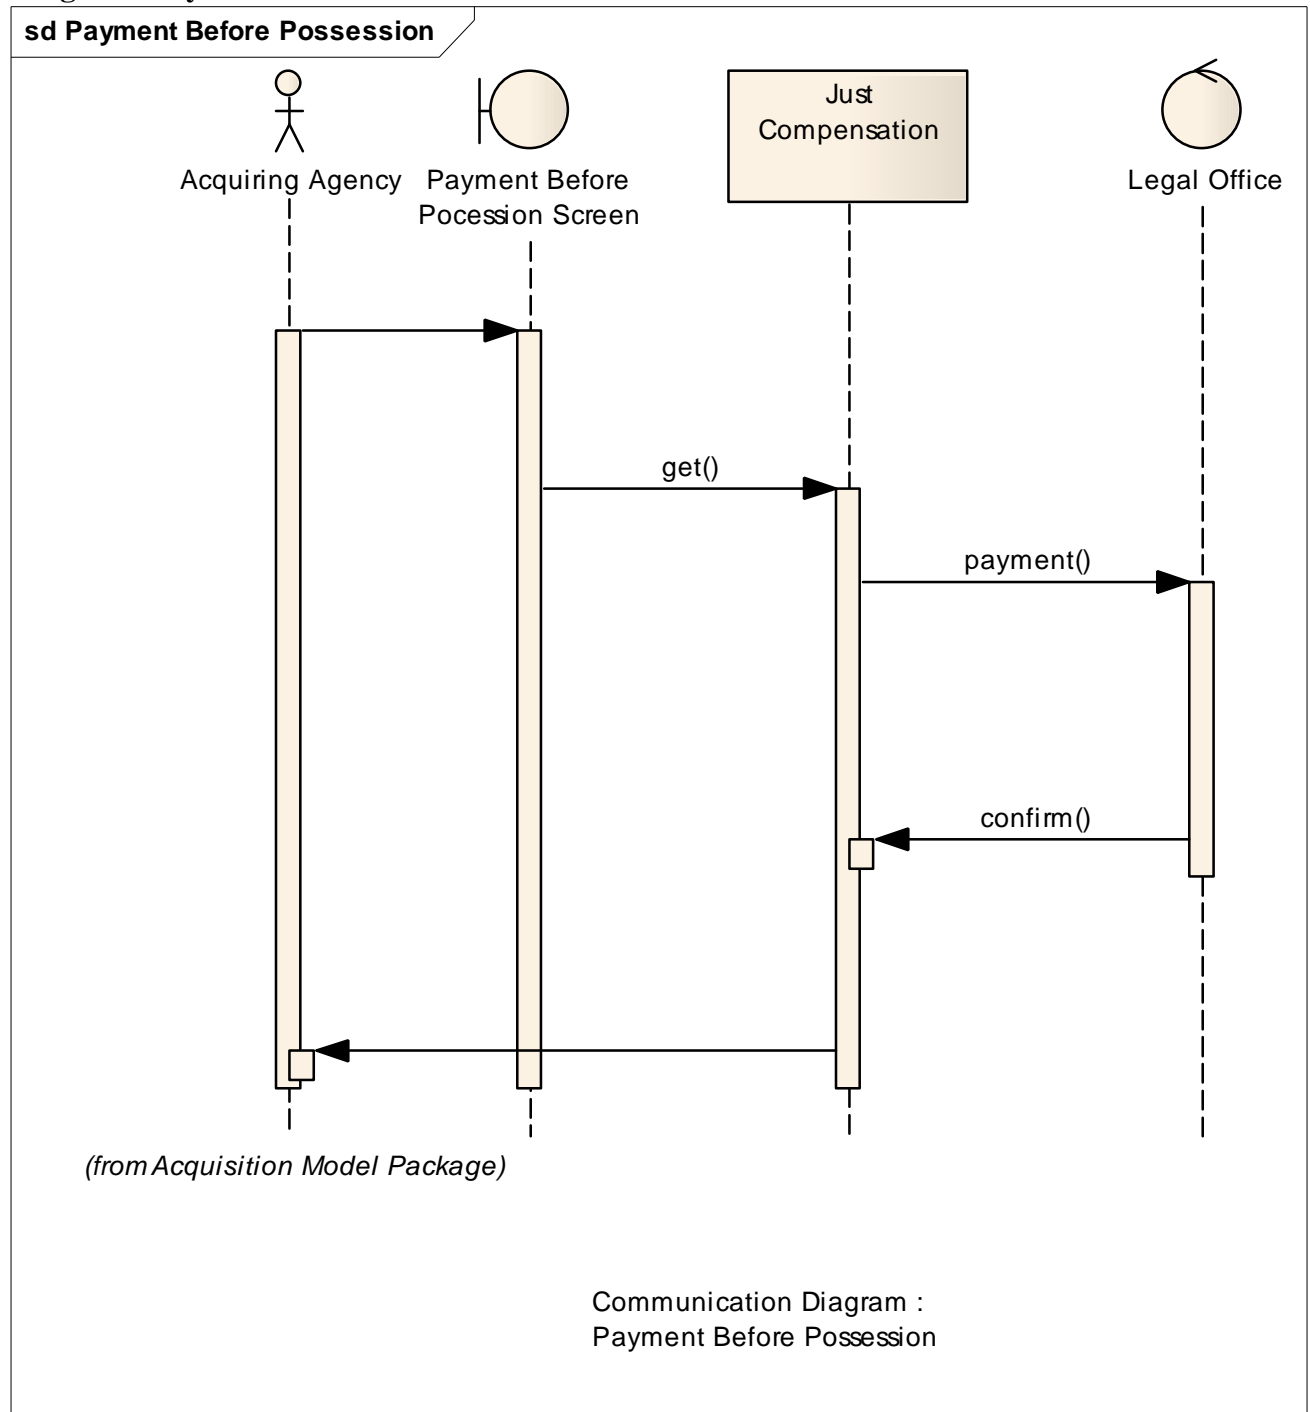 sd Payment Before Possession
Acquiring Agency
Payment Before
Pocession Screen
Just
Compensation
Legal Office
get()
payment()
confirm()
(from Acquisition Model Package)
Communication Diagram :
Payment Before Possession